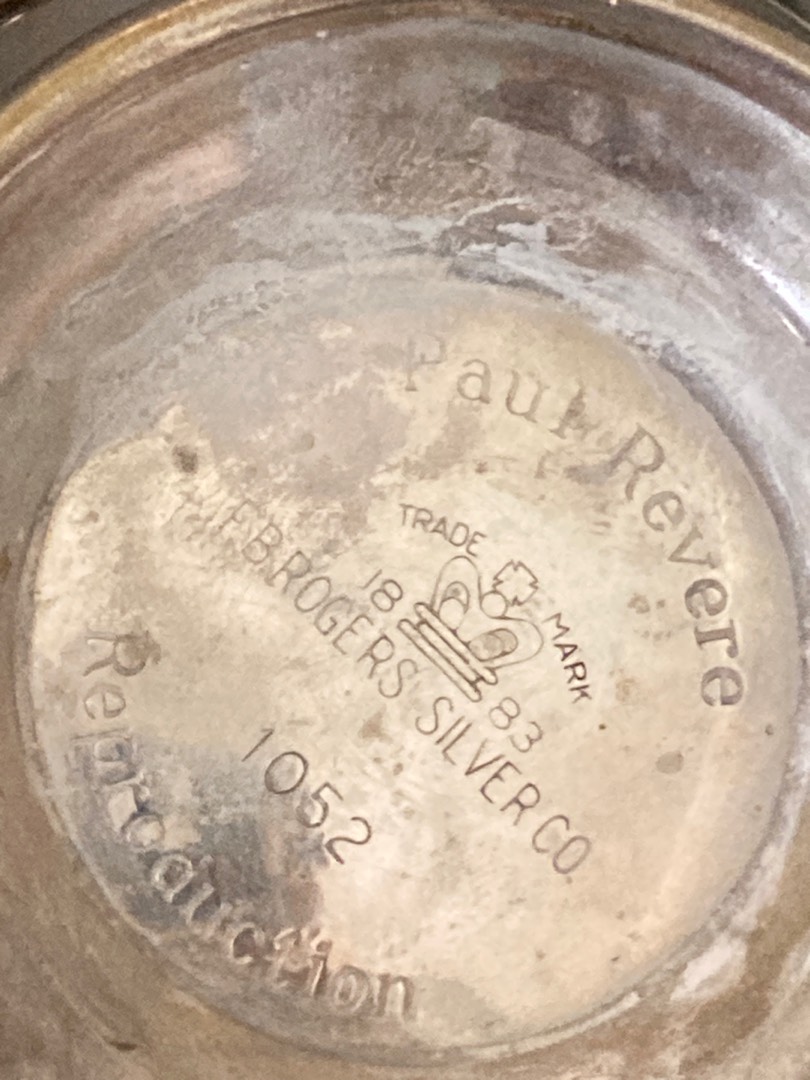 Paul Revere
TRADE MARK
18 83
F.B. ROGERS SILVER CO.
1052
Reproduction